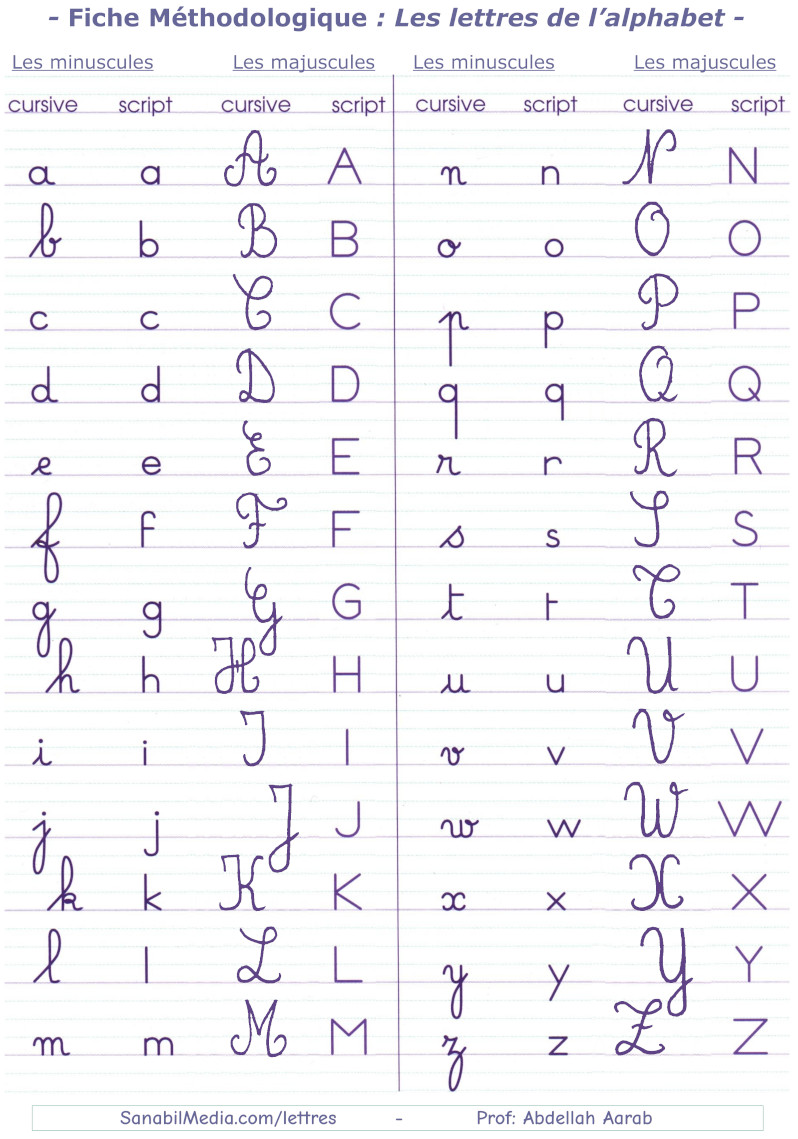 - Fiche Méthodologique : Les lettres de l’alphabet -
Les minuscules Les majuscules Les minuscules Les majuscules
cursive script cursive script cursive script cursive script
a a A A n n N N
b b B B o o O O
c c C C p p P P
d d D D q q Q Q
e e E E r r R R
f f F F s s S S
g g G G t t T T
h h H H u u U U
i i I I v v V V
j j J J w w W W
k k K K x x X X
l l L L y y Y Y
m m M M z z Z Z
SanabilMedia.com/lettres - Prof: Abdellah Aarab